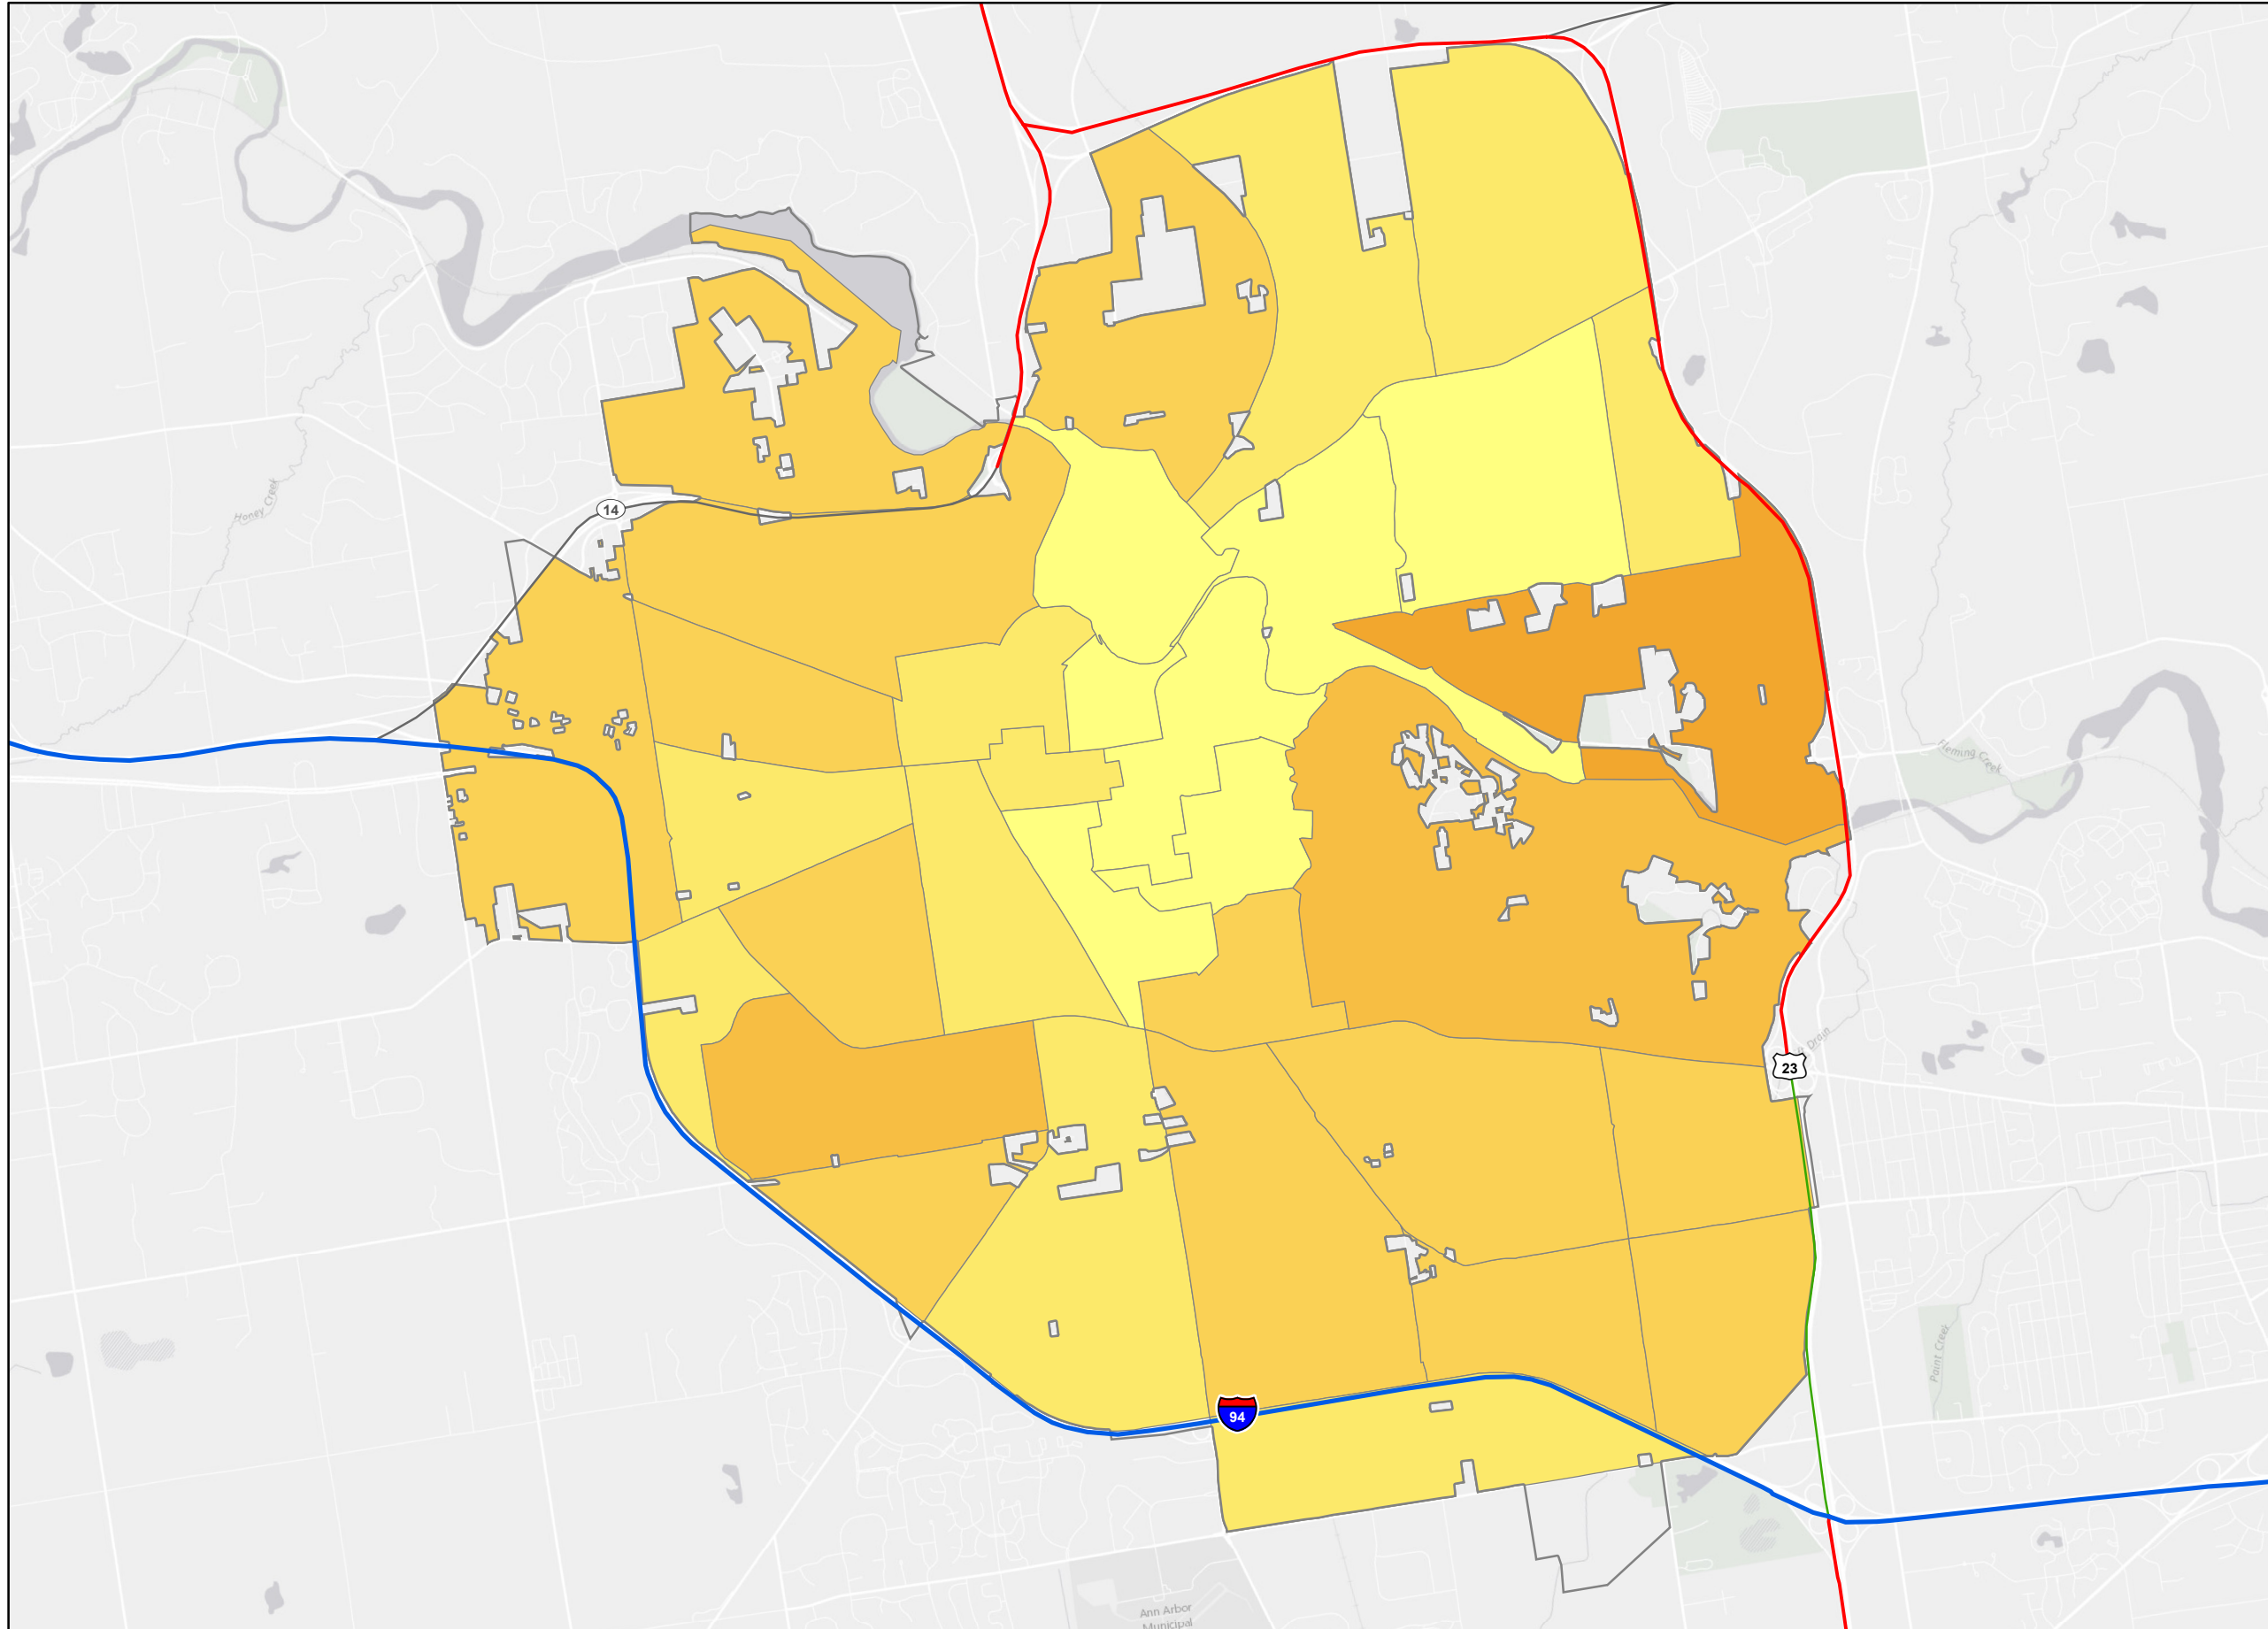 Honey Creek
14
Fleming Creek
Drain
23
Paint Creek
94
Ann Arbor
Municipal